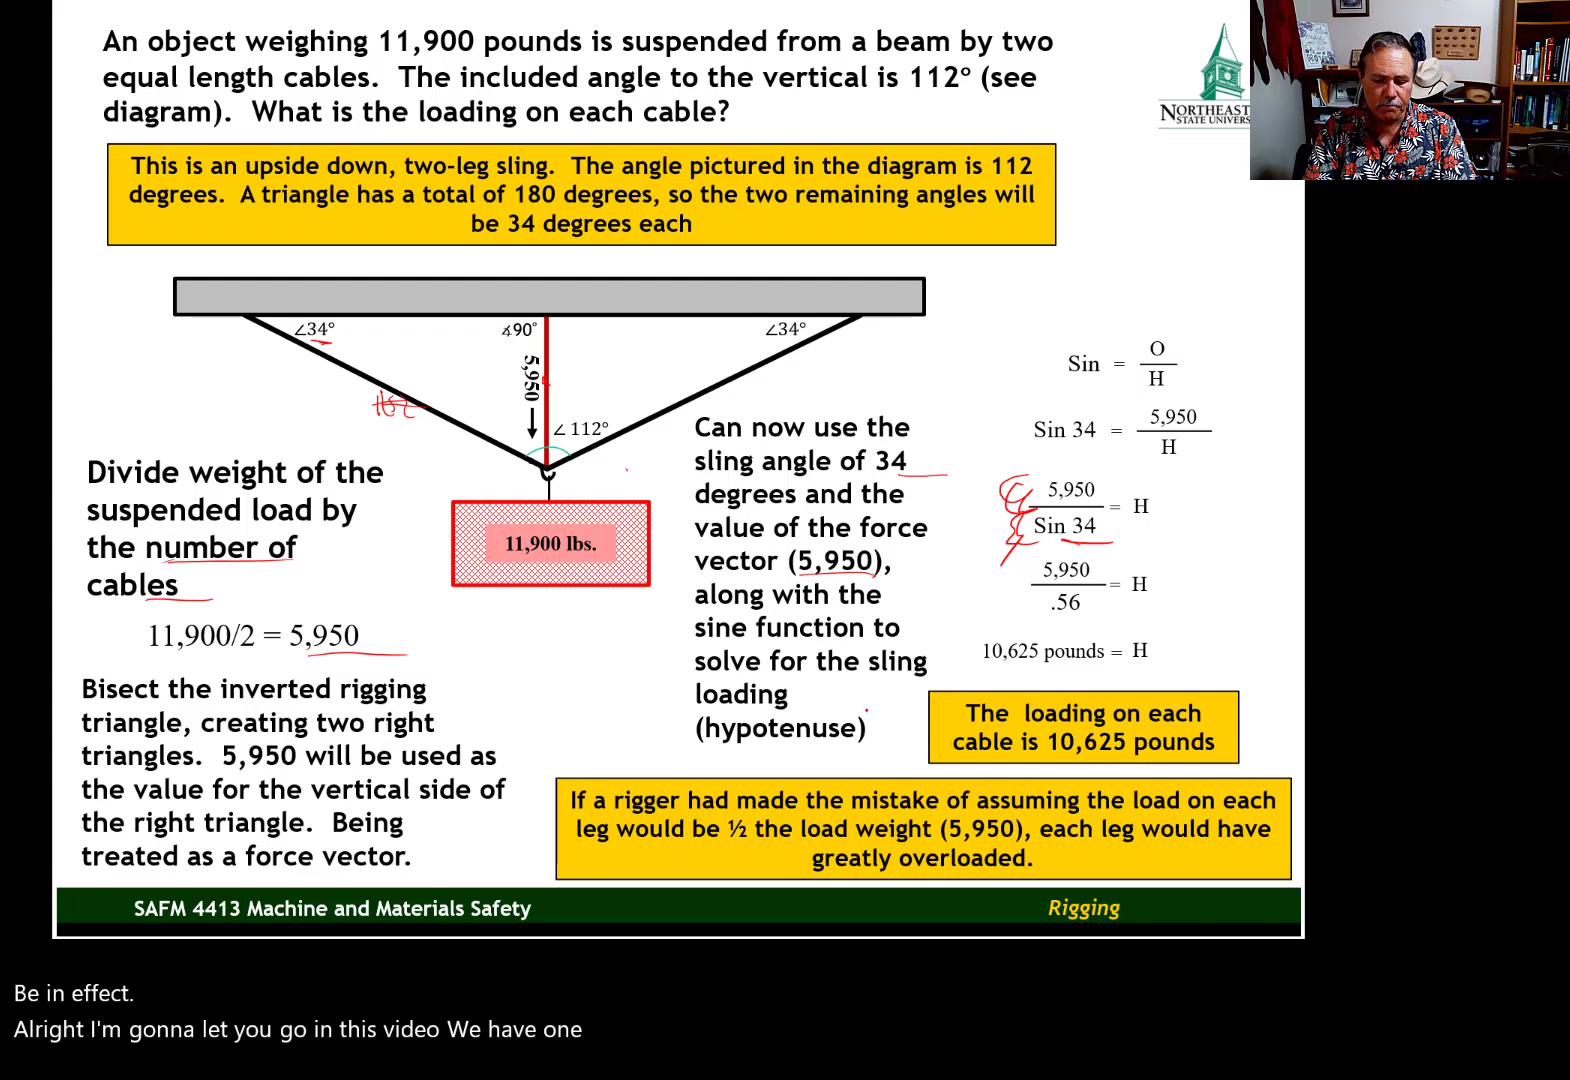 An object weighing 11,900 pounds is suspended from a beam by two
equal length cables. The included angle to the vertical is 112° (see
diagram). What is the loading on each cable?
NORTHEAST
STATE UNIVERS
This is an upside down, two-leg sling. The angle pictured in the diagram is 112
degrees. A triangle has a total of 180 degrees, so the two remaining angles will
be 34 degrees each
∠34°
∡90°
∠34°
5,950
∠ 112°
11,900 lbs.
Divide weight of the
suspended load by
the number of
cables
11,900/2 = 5,950
Bisect the inverted rigging
triangle, creating two right
triangles. 5,950 will be used as
the value for the vertical side of
the right triangle. Being
treated as a force vector.
Can now use the
sling angle of 34
degrees and the
value of the force
vector (5,950),
along with the
sine function to
solve for the sling
loading
(hypotenuse)
Sin = O
H
Sin 34 = 5,950
H
5,950
Sin 34 = H
5,950
.56 = H
10,625 pounds = H
The loading on each
cable is 10,625 pounds
If a rigger had made the mistake of assuming the load on each
leg would be ½ the load weight (5,950), each leg would have
greatly overloaded.
SAFM 4413 Machine and Materials Safety
Rigging
Be in effect.
Alright I'm gonna let you go in this video We have one